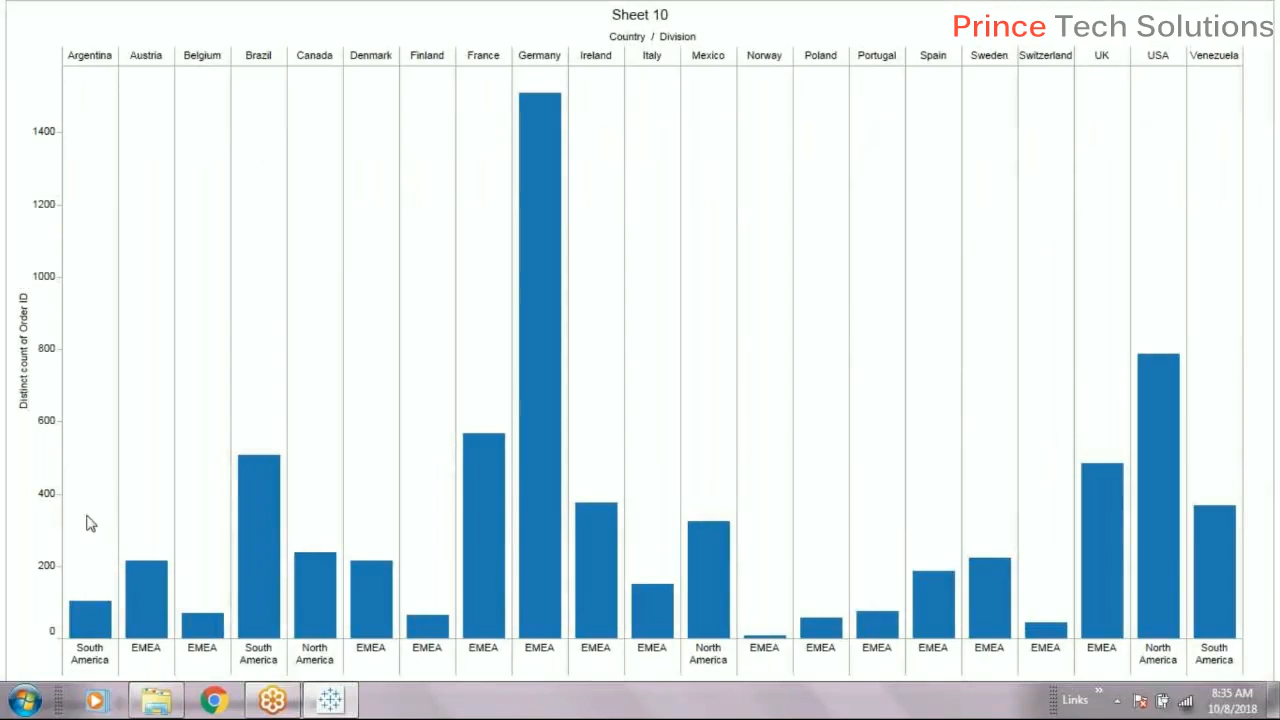 Sheet 10
Prince Tech Solutions
Country / Division
Argentina Austria Belgium Brazil Canada Denmark Finland France Germany Ireland Italy Mexico Norway Poland Portugal Spain Sweden Switzerland UK USA Venezuela
1400
1200
1000
800
600
400
200
0
Distinct count of Order ID
South America EMEA EMEA South America North America EMEA EMEA EMEA EMEA EMEA EMEA North America EMEA EMEA EMEA EMEA EMEA EMEA EMEA North America South America
Links »
8:35 AM
10/8/2018